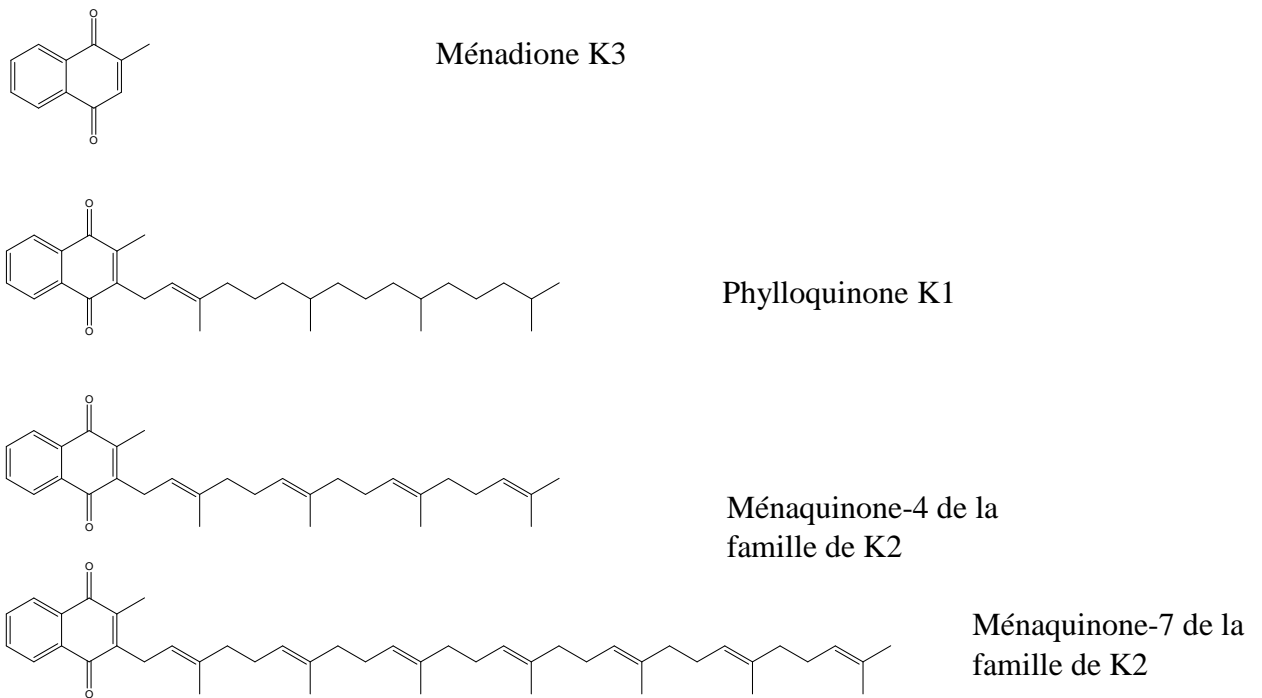 O
Ménadione K3
O
O
Phylloquinone K1
O
O
Ménaquinone-4 de la
famille de K2
O
O
Ménaquinone-7 de la
famille de K2
O